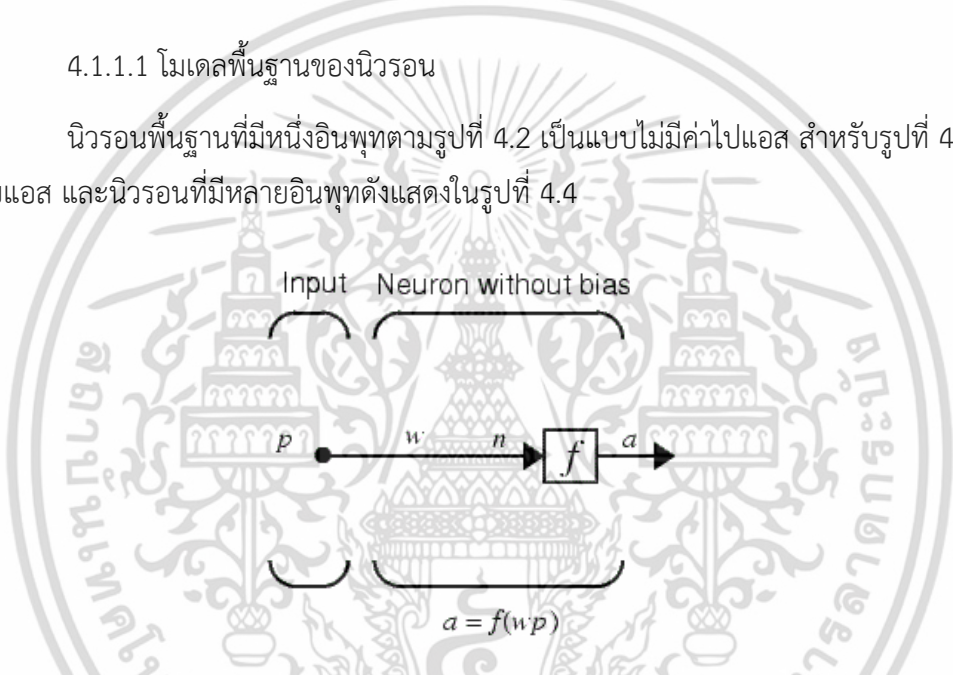 4.1.1.1 โมเดลพื้นฐานของนิวรอน
นิวรอนพื้นฐานที่มีหนึ่งอินพุทตามรูปที่ 4.2 เป็นแบบไม่มีค่าไปแอส สำหรับรูปที่ 4
แอส และนิวรอนที่มีหลายอินพุทดังแสดงในรูปที่ 4.4
Input Neuron without bias
p w n f a
a = f(wp)